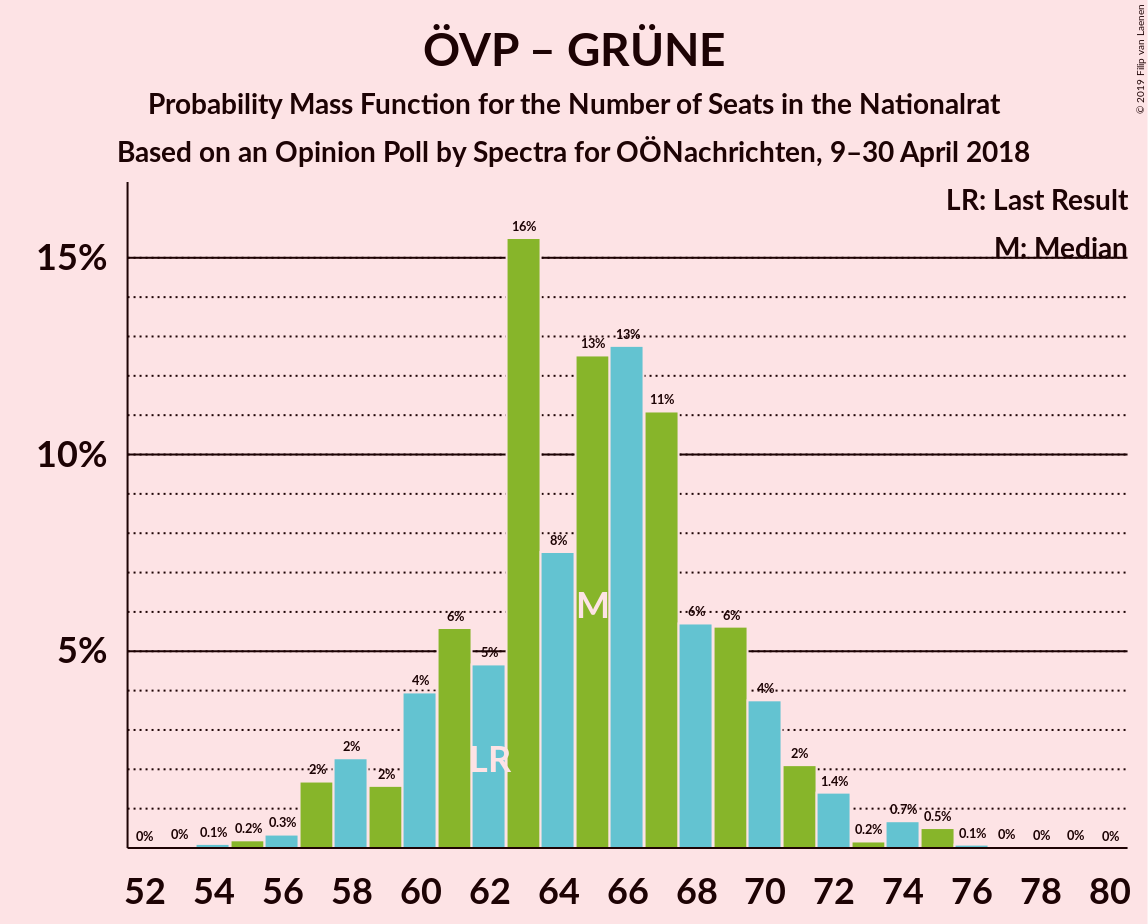 ÖVP – GRÜNE
Probability Mass Function for the Number of Seats in the Nationalrat
Based on an Opinion Poll by Spectra for OÖNachrichten, 9–30 April 2018
© 2019 Filip van Laenen
LR: Last Result
M: Median
15%
10%
5%
0% 0% 0.1% 0.2% 0.3% 2% 2% 2% 4% 6% 5% 16% 8% 13% 13% 11% 6% 6% 4% 2% 1.4% 0.2% 0.7% 0.5% 0.1% 0% 0% 0% 0%
M
LR
52 54 56 58 60 62 64 66 68 70 72 74 76 78 80